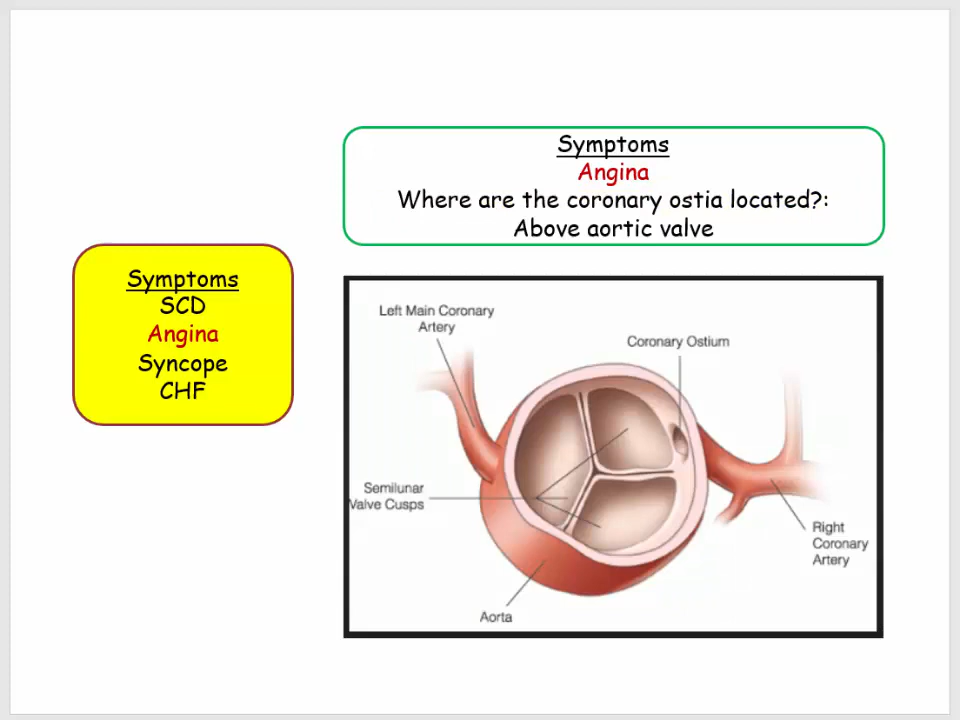 Symptoms
Angina
Where are the coronary ostia located?:
Above aortic valve
Symptoms
SCD
Angina
Syncope
CHF
Left Main Coronary
Artery
Coronary Ostium
Semilunar
Valve Cusps
Right
Coronary
Artery
Aorta